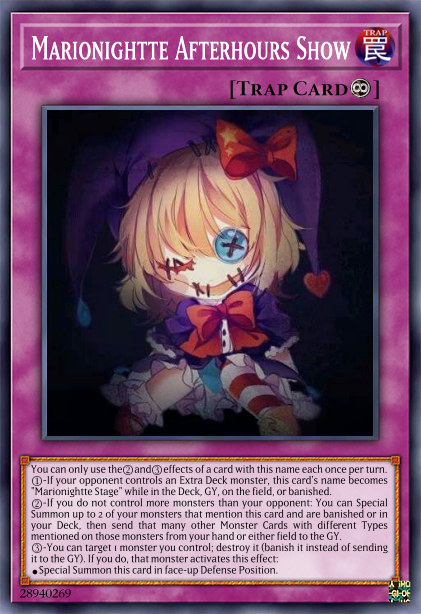 Marionightte Afterhours Show
TRAP
罠
[Trap Card ♾]
You can only use the②and③effects of a card with this name each once per turn.
①-If your opponent controls an Extra Deck monster, this card's name becomes
"Marionightte Stage" while in the Deck, GY, on the field, or banished.
②-If you do not control more monsters than your opponent: You can Special
Summon up to 2 of your monsters that mention this card and are banished or in
your Deck, then send that many other Monster Cards with different Types
mentioned on those monsters from your hand or either field to the GY.
③-You can target 1 monster you control; destroy it (banish it instead of sending
it to the GY). If you do, that monster activates this effect:
●Special Summon this card in face-up Defense Position.
28940269